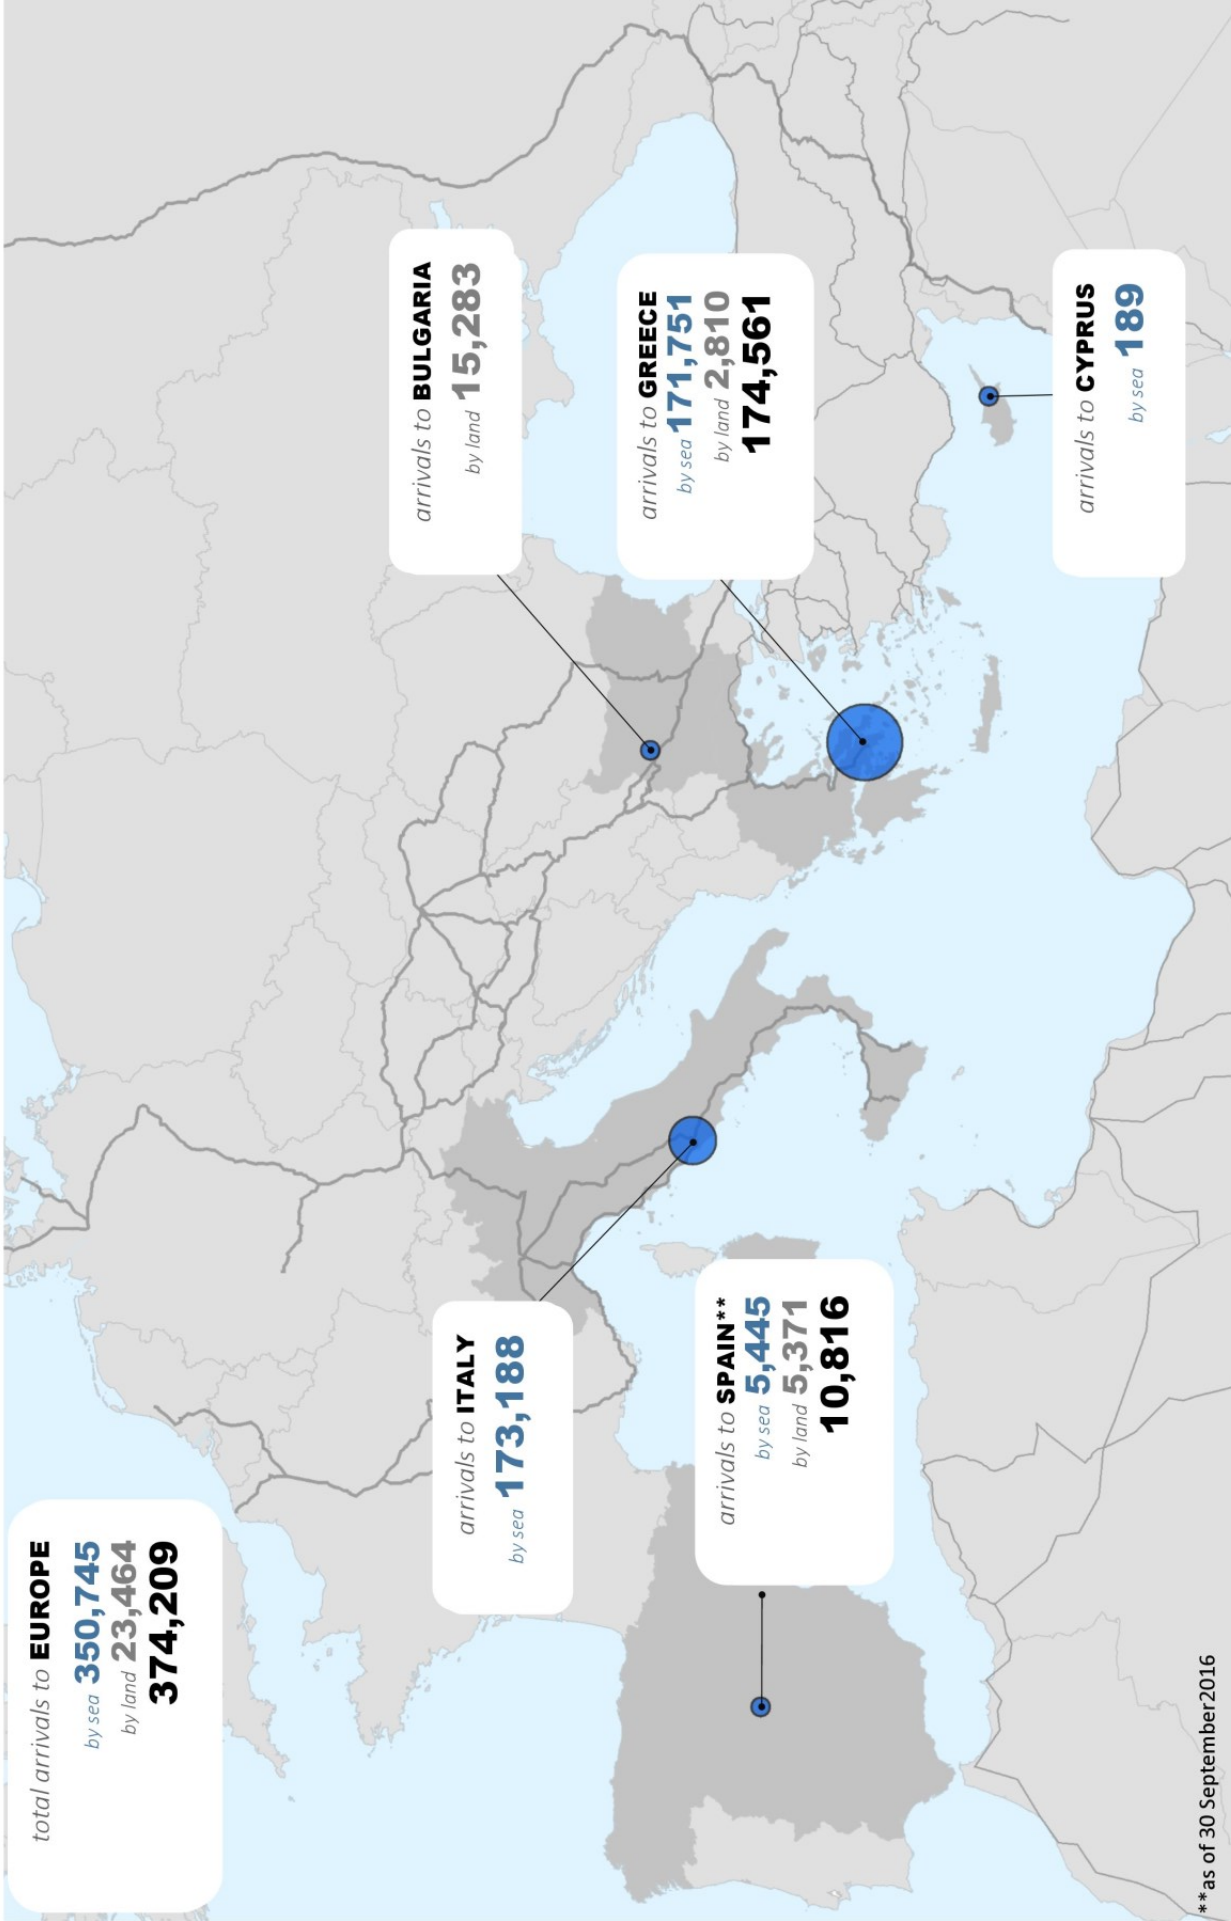 total arrivals to EUROPE
by sea 350,745
by land 23,464
374,209
arrivals to ITALY
by sea 173,188
arrivals to SPAIN**
by sea 5,445
by land 5,371
10,816
arrivals to BULGARIA
by land 15,283
arrivals to GREECE
by sea 171,751
by land 2,810
174,561
arrivals to CYPRUS
by sea 189
**as of 30 September2016